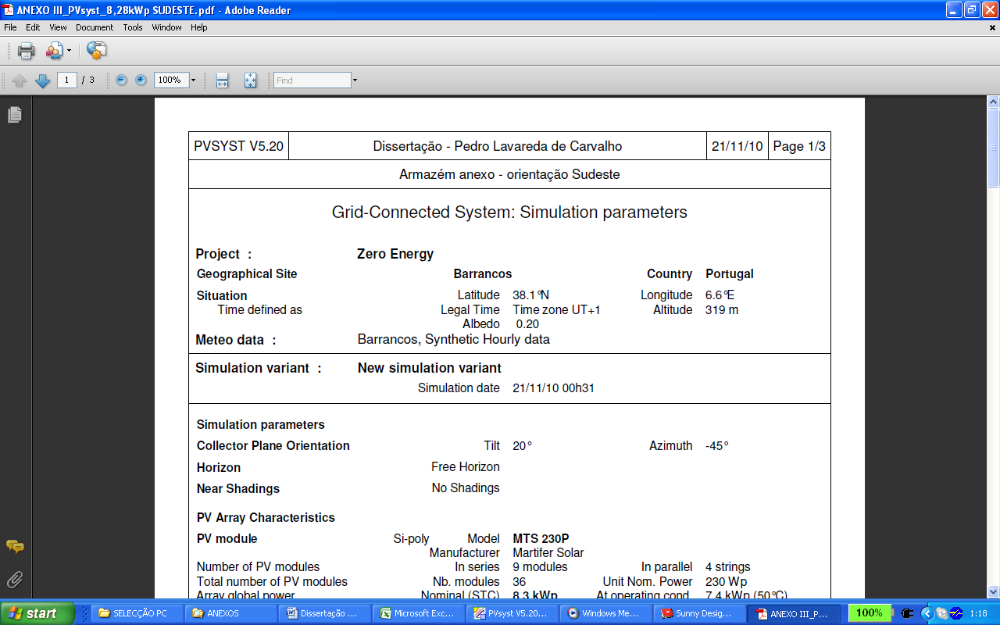 ANEXO III_PVsyst_8,28kWp SUDESTE.pdf - Adobe Reader
File Edit View Document Tools Window Help
1 / 3 100% Find
PVSYST V5.20 Dissertação - Pedro Lavareda de Carvalho 21/11/10 Page 1/3
Armazém anexo - orientação Sudeste
Grid-Connected System: Simulation parameters
Project : Zero Energy
Geographical Site Barrancos Country Portugal
Situation Latitude 38.1°N Longitude 6.6°E
Time defined as Legal Time Time zone UT+1 Altitude 319 m
Albedo 0.20
Meteo data : Barrancos, Synthetic Hourly data
Simulation variant : New simulation variant
Simulation date 21/11/10 00h31
Simulation parameters
Collector Plane Orientation Tilt 20° Azimuth -45°
Horizon Free Horizon
Near Shadings No Shadings
PV Array Characteristics
PV module Si-poly Model MTS 230P
Manufacturer Martifer Solar
Number of PV modules In series 9 modules In parallel 4 strings
Total number of PV modules Nb. modules 36 Unit Nom. Power 230 Wp
Array global power Nominal (STC) 8.3 kWp At operating cond. 7.4 kWp (50°C)
start SELECÇÃO PC ANEXOS Dissertação ... Microsoft Exc... PVsyst V5.20... Windows Me... Sunny Desig... ANEXO III_P... 100% 1:18